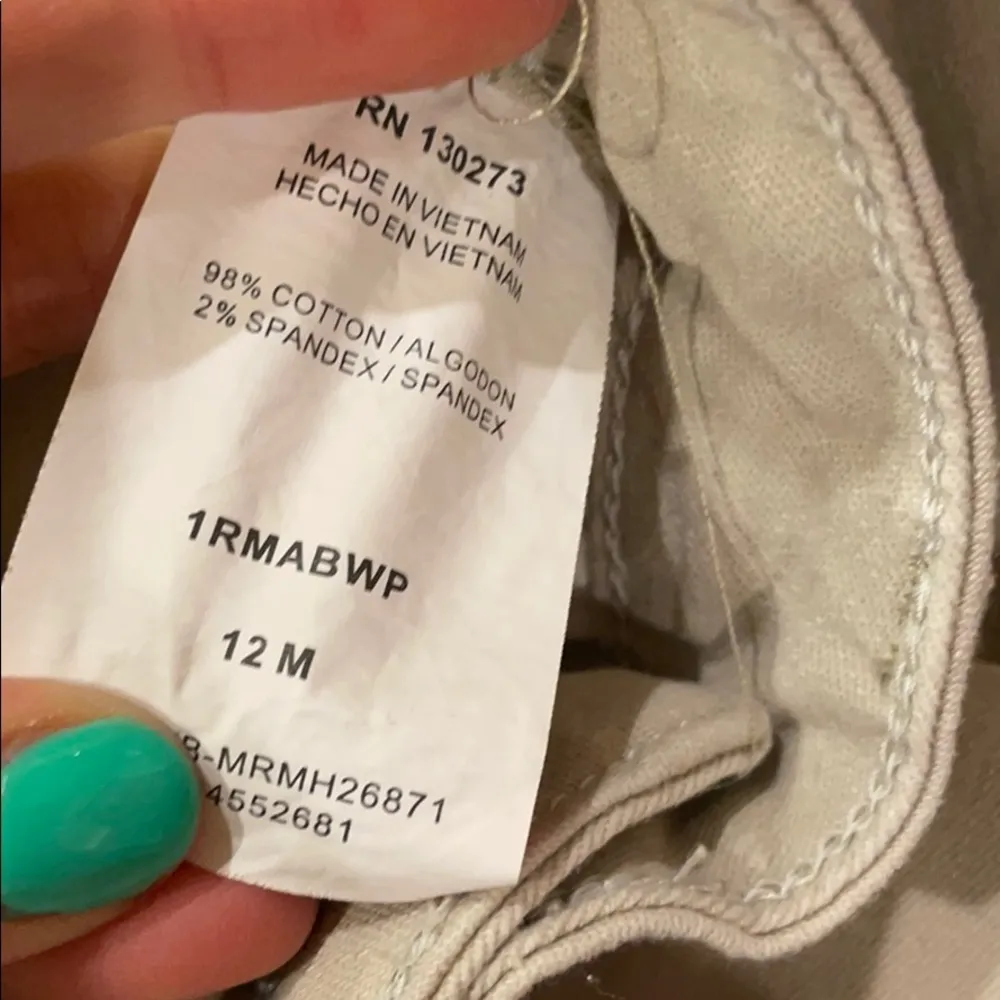 RN 130273
MADE IN VIETNAM
HECHO EN VIETNAM
98% COTTON / ALGODON
2% SPANDEX / SPANDEX
1RMABWP
12 M
B-MRMH26871
4552681